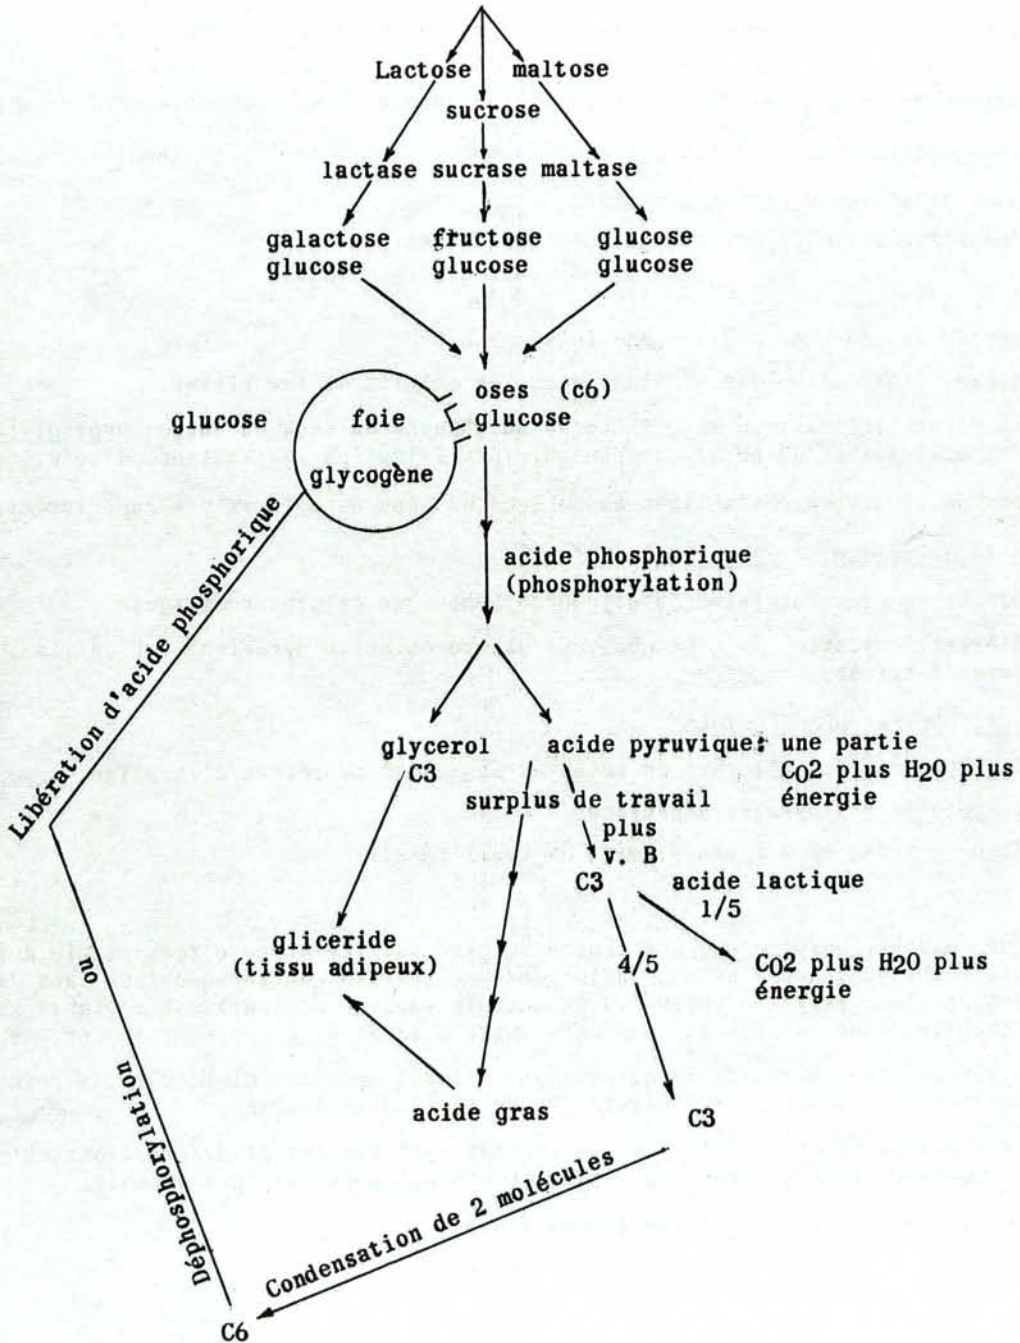 Lactose maltose
sucrose
lactase sucrase maltase
galactose fructose glucose
glucose glucose glucose
oses (c6)
glucose foie glucose
glycogène
acide phosphorique
(phosphorylation)
Libération d'acide phosphorique
glycerol acide pyruvique: une partie
C3 CO2 plus H2O plus
surplus de travail énergie
plus
v. B
C3 acide lactique
1/5
gliceride
(tissu adipeux) 4/5 CO2 plus H2O plus
énergie
ou
acide gras C3
Déphosphorylation
Condensation de 2 molécules
C6